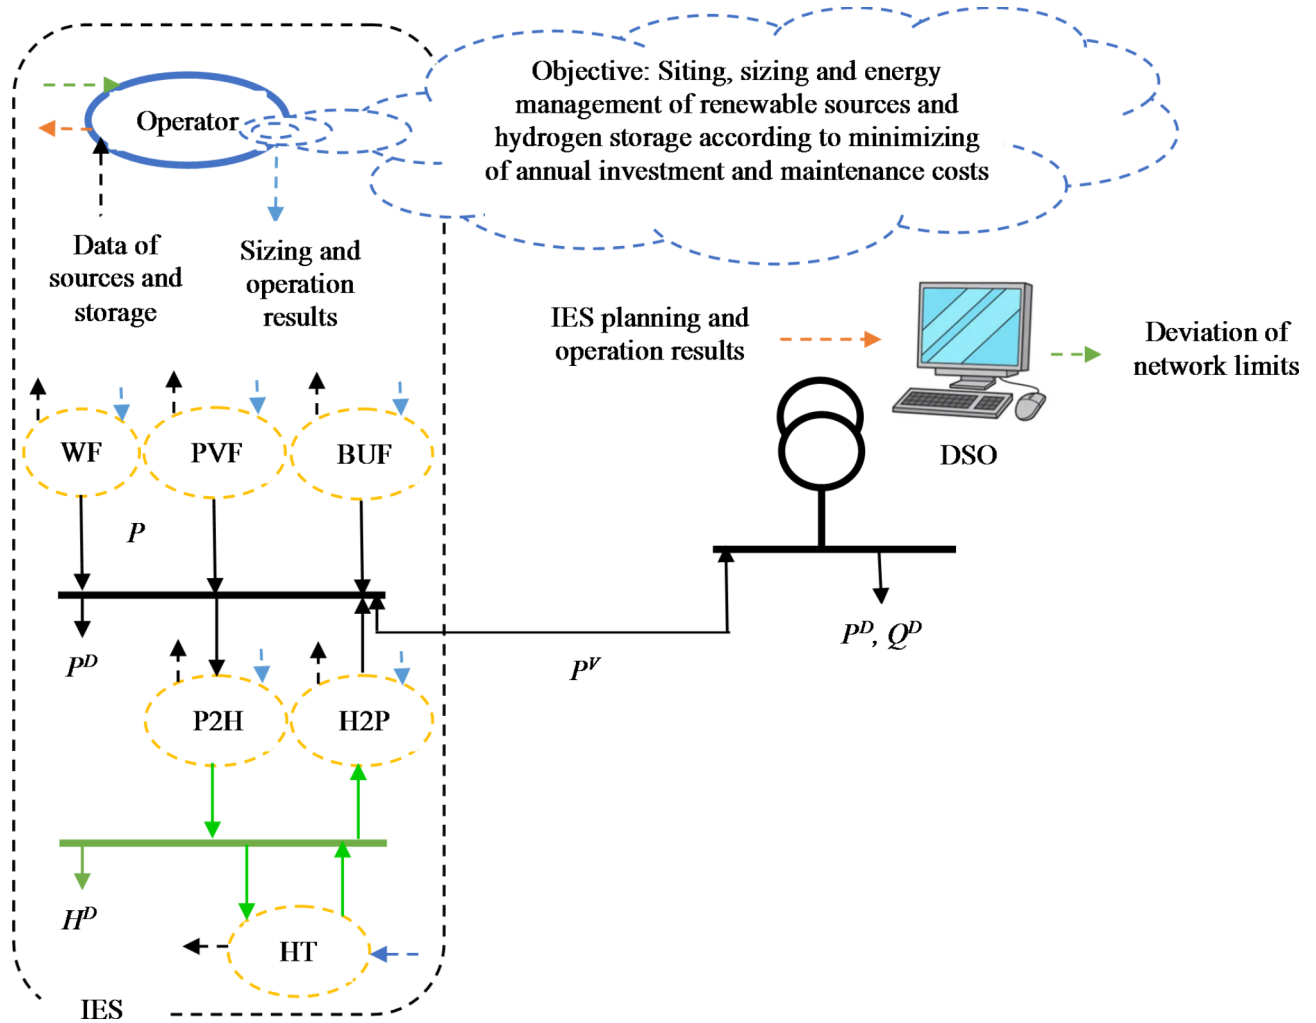 Objective: Siting, sizing and energy
management of renewable sources and
hydrogen storage according to minimizing
of annual investment and maintenance costs
Operator
Data of
sources and
storage
Sizing and
operation
results
IES planning and
operation results
Deviation of
network limits
DSO
WF
PVF
BUF
P
P^D
P^V
P^D, Q^D
P2H
H2P
H^D
HT
IES